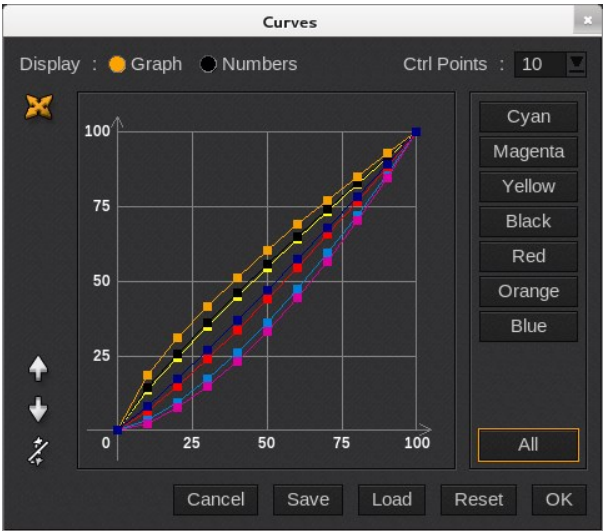 Curves
Display : Graph Numbers Ctrl Points : 10
Cyan
Magenta
Yellow
Black
Red
Orange
Blue
All
100
75
50
25
0 25 50 75 100
Cancel Save Load Reset OK